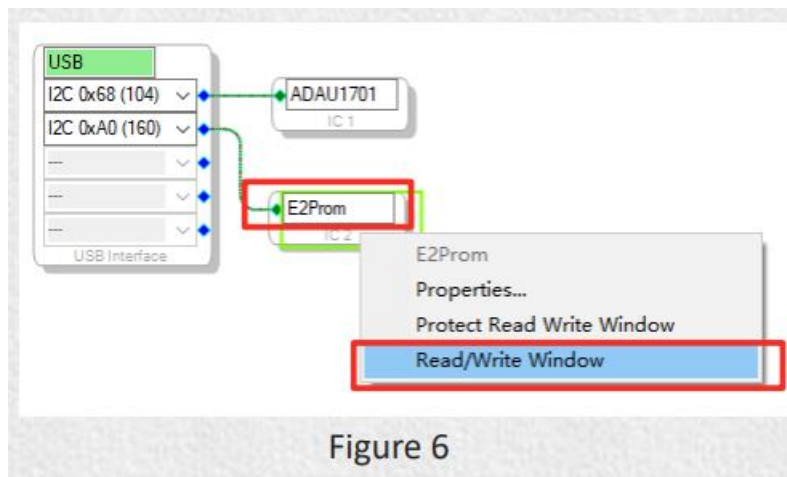 USB
I2C 0x68 (104)
ADAU1701
IC 1
I2C 0xA0 (160)
---
---
---
USB Interface
E2Prom
IC 2
E2Prom
Properties...
Protect Read Write Window
Read/Write Window
Figure 6